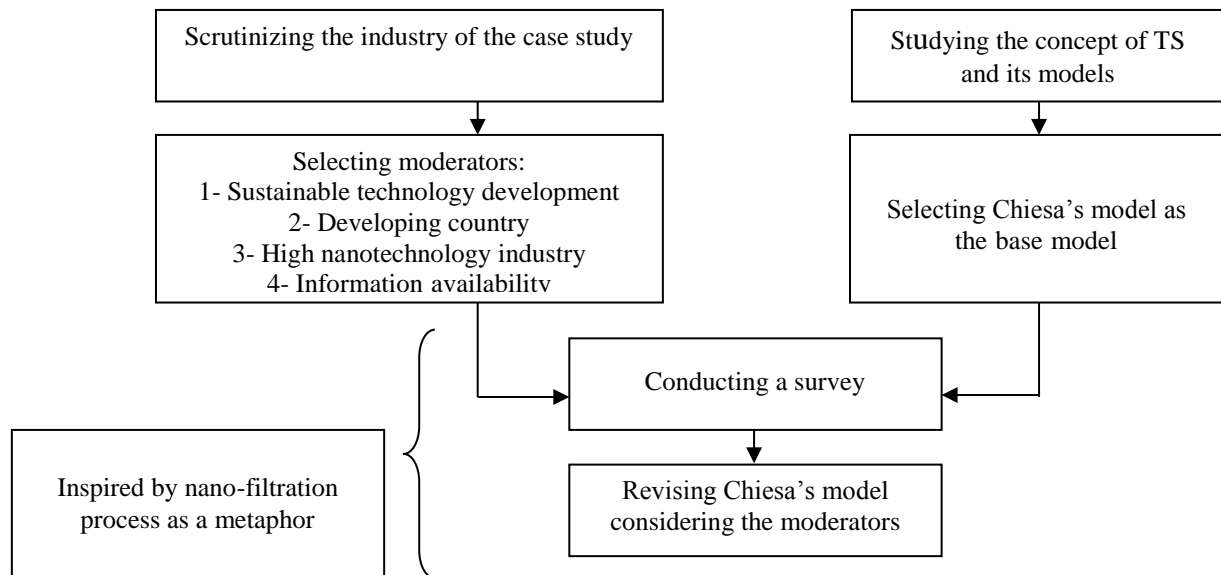 Scrutinizing the industry of the case study
Studying the concept of TS
and its models
Selecting moderators:
1- Sustainable technology development
2- Developing country
3- High nanotechnology industry
4- Information availability
Selecting Chiesa’s model as
the base model
Conducting a survey
Inspired by nano-filtration
process as a metaphor
Revising Chiesa’s model
considering the moderators